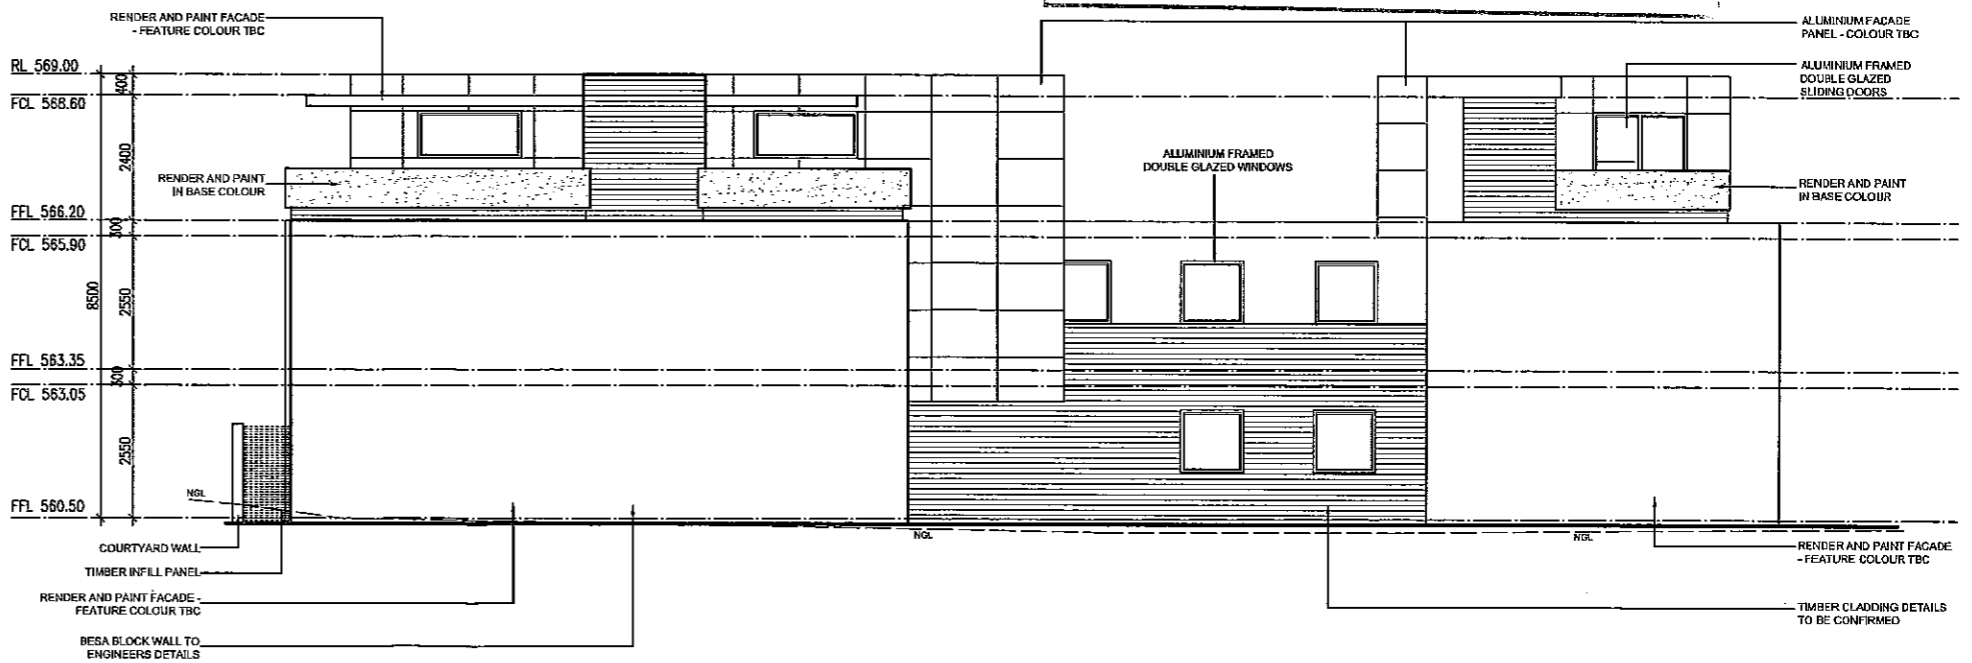 RENDER AND PAINT FACADE
- FEATURE COLOUR TBC
ALUMINIUM FACADE
PANEL - COLOUR TBC
RL 569.00
FCL 568.60
400
ALUMINIUM FRAMED
DOUBLE GLAZED
SLIDING DOORS
2400
RENDER AND PAINT
IN BASE COLOUR
ALUMINIUM FRAMED
DOUBLE GLAZED WINDOWS
RENDER AND PAINT
IN BASE COLOUR
FFL 566.20
300
FCL 565.90
8500
2550
FFL 563.35
300
FCL 563.05
2550
NGL
FFL 560.50
NGL
NGL
COURTYARD WALL
TIMBER INFILL PANEL
RENDER AND PAINT FACADE -
FEATURE COLOUR TBC
BESA BLOCK WALL TO
ENGINEERS DETAILS
RENDER AND PAINT FACADE
- FEATURE COLOUR TBC
TIMBER CLADDING DETAILS
TO BE CONFIRMED